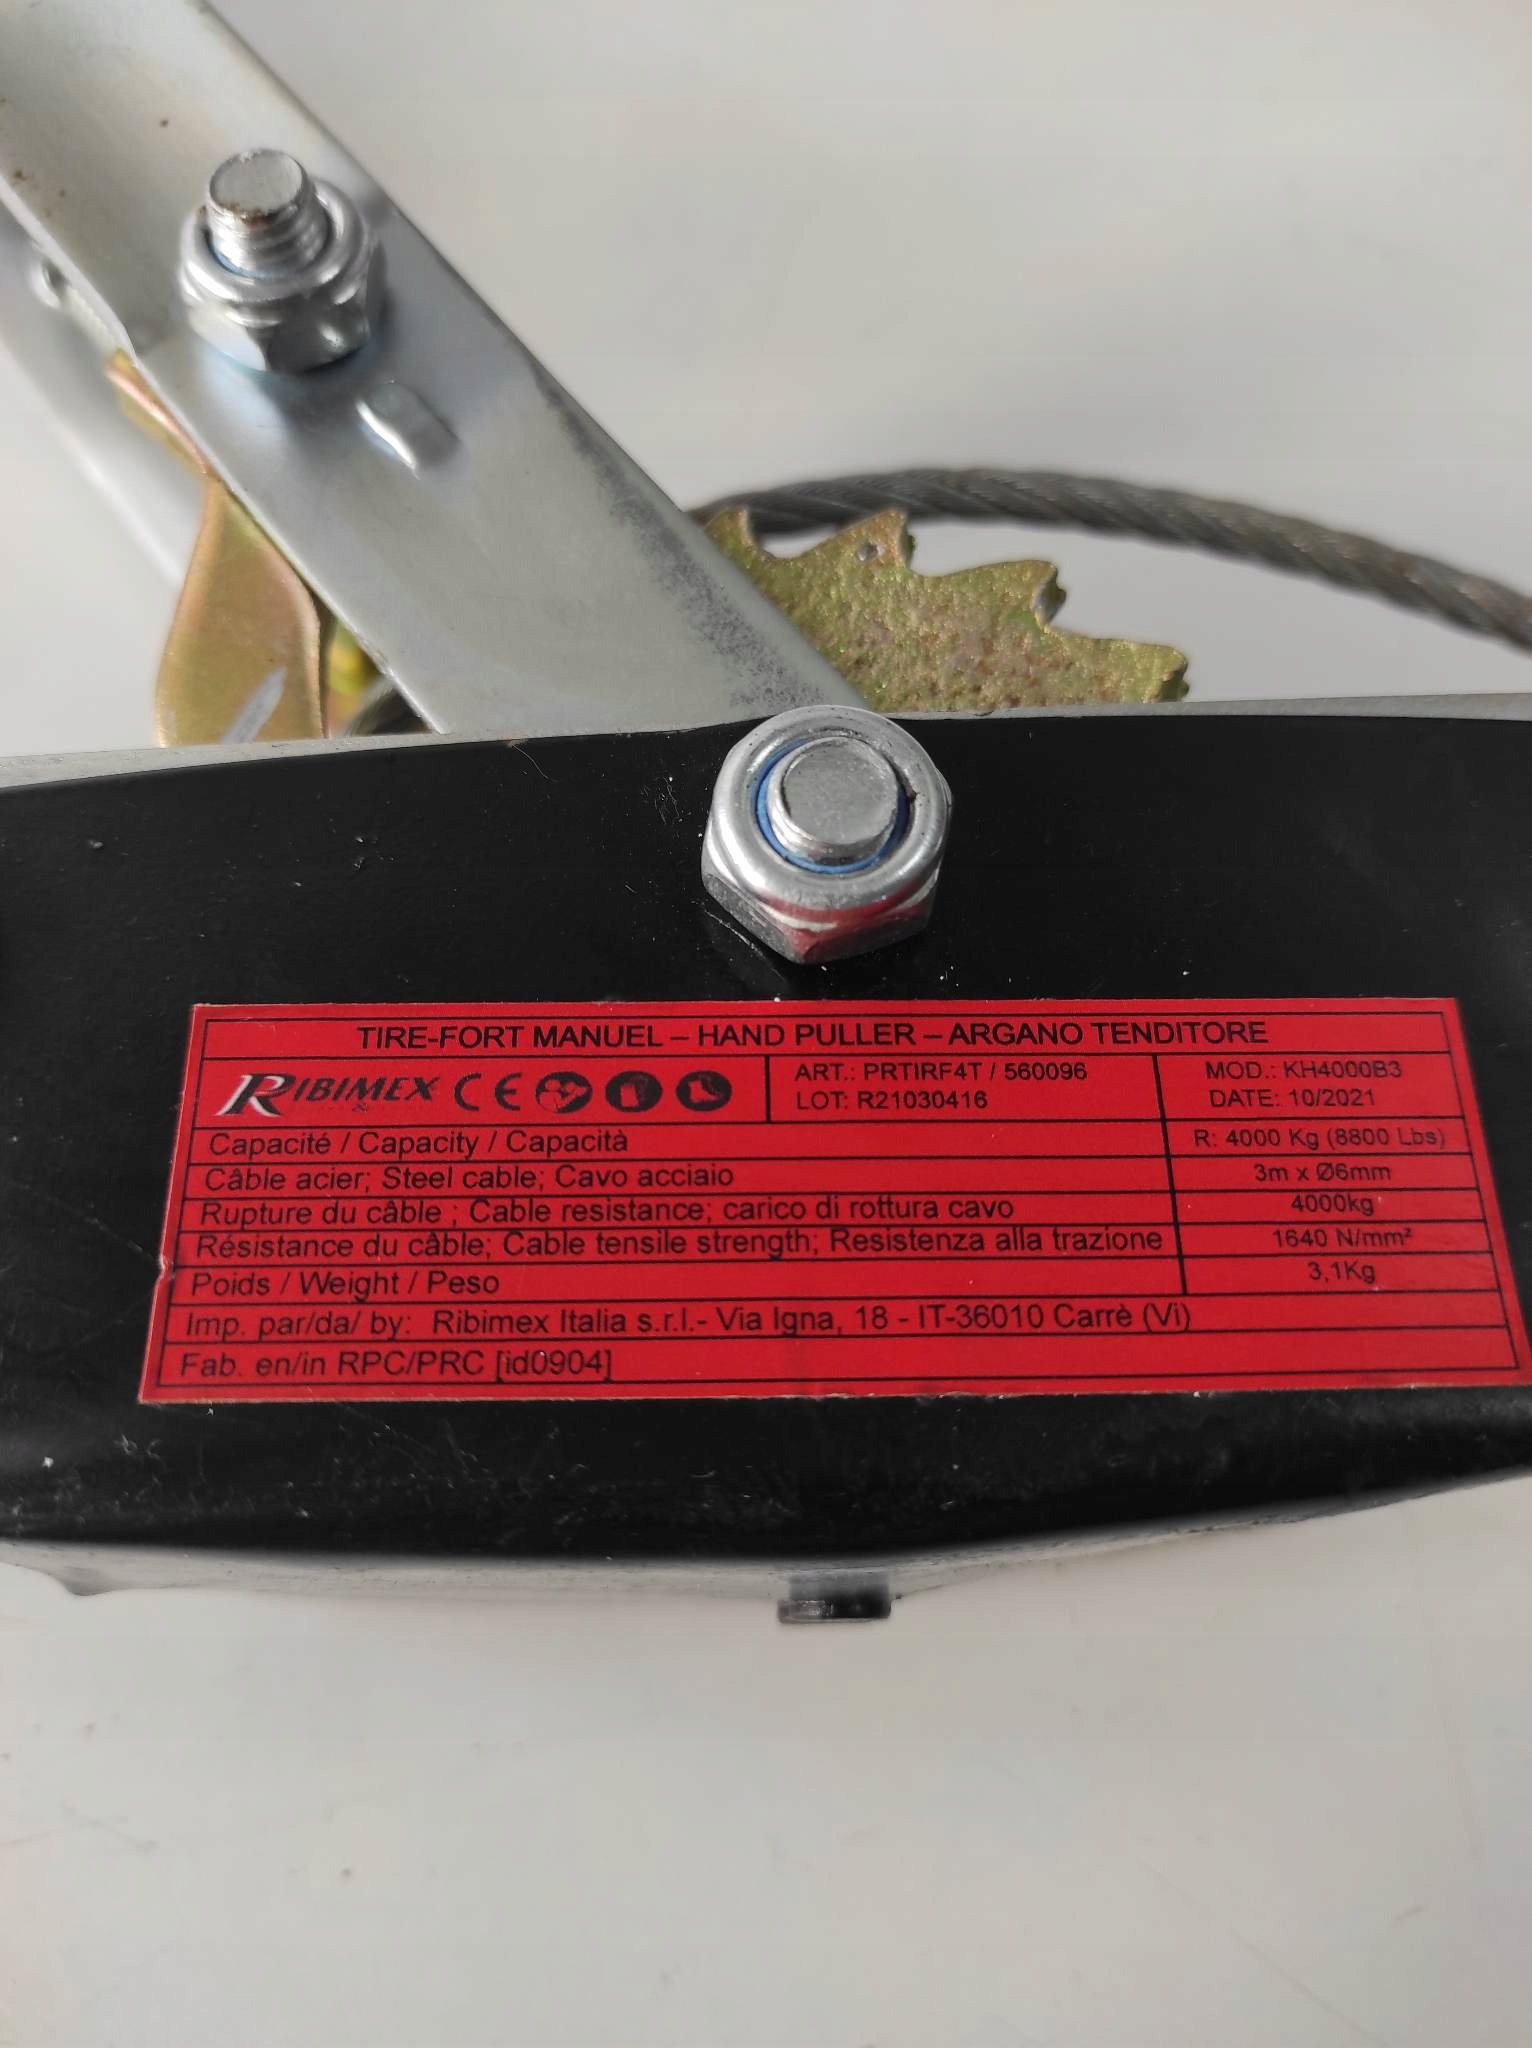 TIRE-FORT MANUEL – HAND PULLER – ARGANO TENDITORE
RIBIMEX CE
ART.: PRTIRF4T / 560096
LOT: R21030416
MOD.: KH4000B3
DATE: 10/2021
Capacité / Capacity / Capacità R: 4000 Kg (8800 Lbs)
Câble acier; Steel cable; Cavo acciaio 3m x Ø6mm
Rupture du câble ; Cable resistance; carico di rottura cavo 4000kg
Résistance du câble; Cable tensile strength; Resistenza alla trazione 1640 N/mm²
Poids / Weight / Peso 3,1Kg
Imp. par/da/ by: Ribimex Italia s.r.l.- Via Igna, 18 - IT-36010 Carrè (Vi)
Fab. en/in RPC/PRC [id0904]